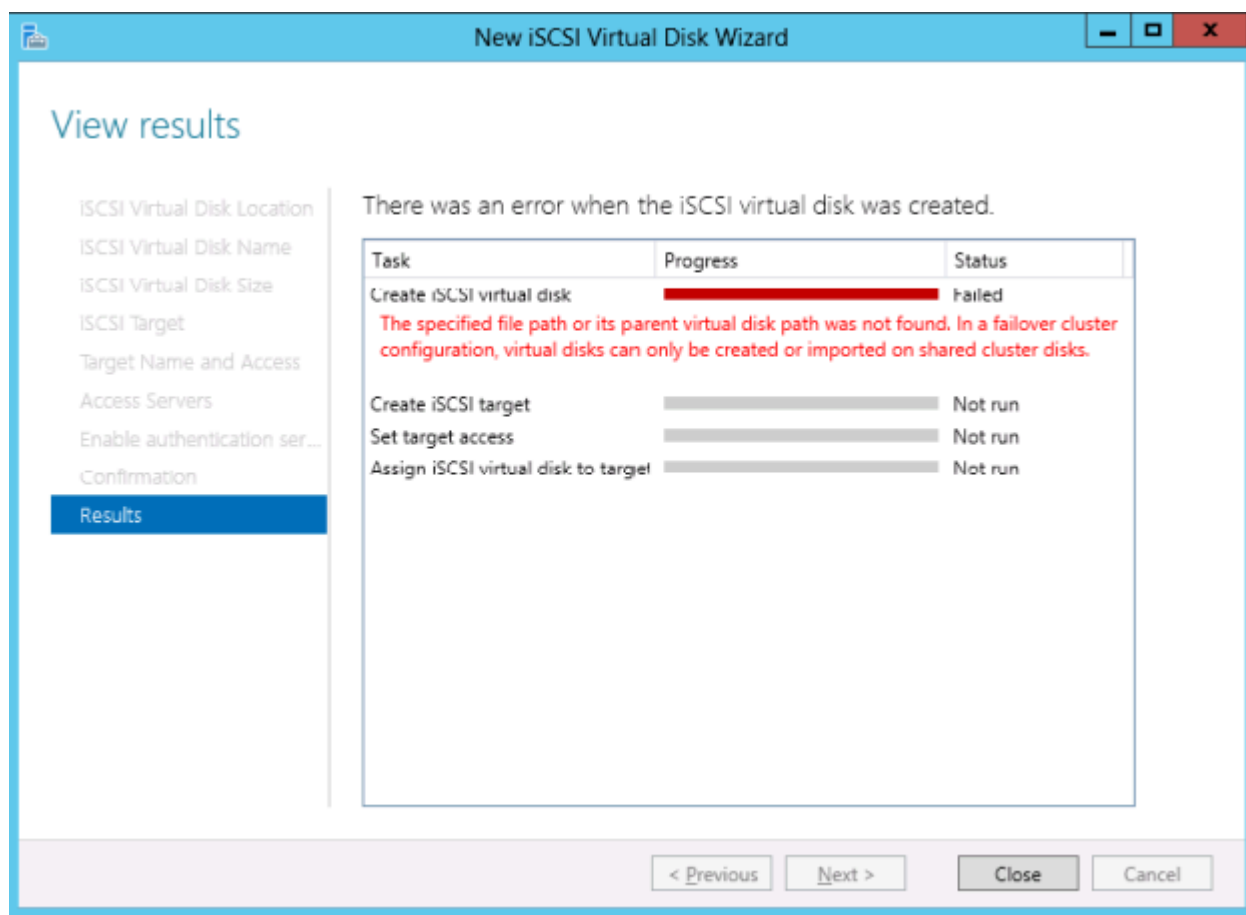 New iSCSI Virtual Disk Wizard
View results
iSCSI Virtual Disk Location
iSCSI Virtual Disk Name
iSCSI Virtual Disk Size
iSCSI Target
Target Name and Access
Access Servers
Enable authentication ser...
Confirmation
Results
There was an error when the iSCSI virtual disk was created.
Task Progress Status
Create iSCSI virtual disk Failed
The specified file path or its parent virtual disk path was not found. In a failover cluster
configuration, virtual disks can only be created or imported on shared cluster disks.
Create iSCSI target Not run
Set target access Not run
Assign iSCSI virtual disk to target Not run
< Previous Next > Close Cancel